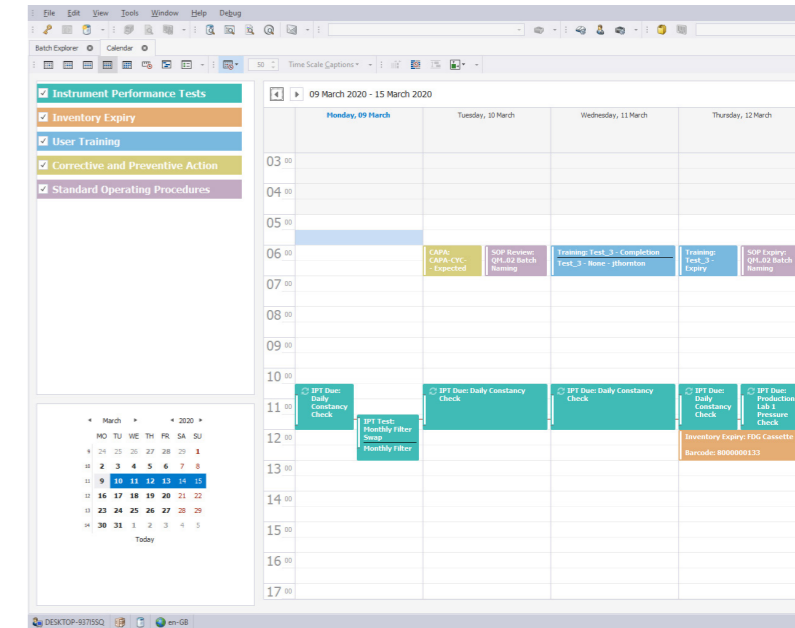 File Edit View Tools Window Help Debug
Batch Explorer Calendar
50 Time Scale Captions
Instrument Performance Tests
Inventory Expiry
User Training
Corrective and Preventive Action
Standard Operating Procedures
09 March 2020 - 15 March 2020
Monday, 09 March Tuesday, 10 March Wednesday, 11 March Thursday, 12 March
03 00
04 00
05 00
06 00
CAPA:
CAPA-CYC-
- Expected
SOP Review:
QM..02 Batch
Naming
Training: Test_3 - Completion
Test_3 - None - jthornton
Training:
Test_3 -
Expiry
SOP Expiry:
QM..02 Batch
Naming
07 00
08 00
09 00
10 00
IPT Due:
Daily
Constancy
Check
IPT Due: Daily Constancy
Check
IPT Due: Daily Constancy
Check
IPT Due:
Daily
Constancy
Check
IPT Due:
Production
Lab 1
Pressure
Check
11 00
IPT Test:
Monthly Filter
Swap
Monthly Filter
12 00
Inventory Expiry: FDG Cassette
Barcode: 8000000133
13 00
14 00
15 00
16 00
17 00
March 2020
MO TU WE TH FR SA SU
9 24 25 26 27 28 29 1
10 2 3 4 5 6 7 8
11 9 10 11 12 13 14 15
12 16 17 18 19 20 21 22
13 23 24 25 26 27 28 29
14 30 31 1 2 3 4 5
Today
DESKTOP-937I5SQ en-GB